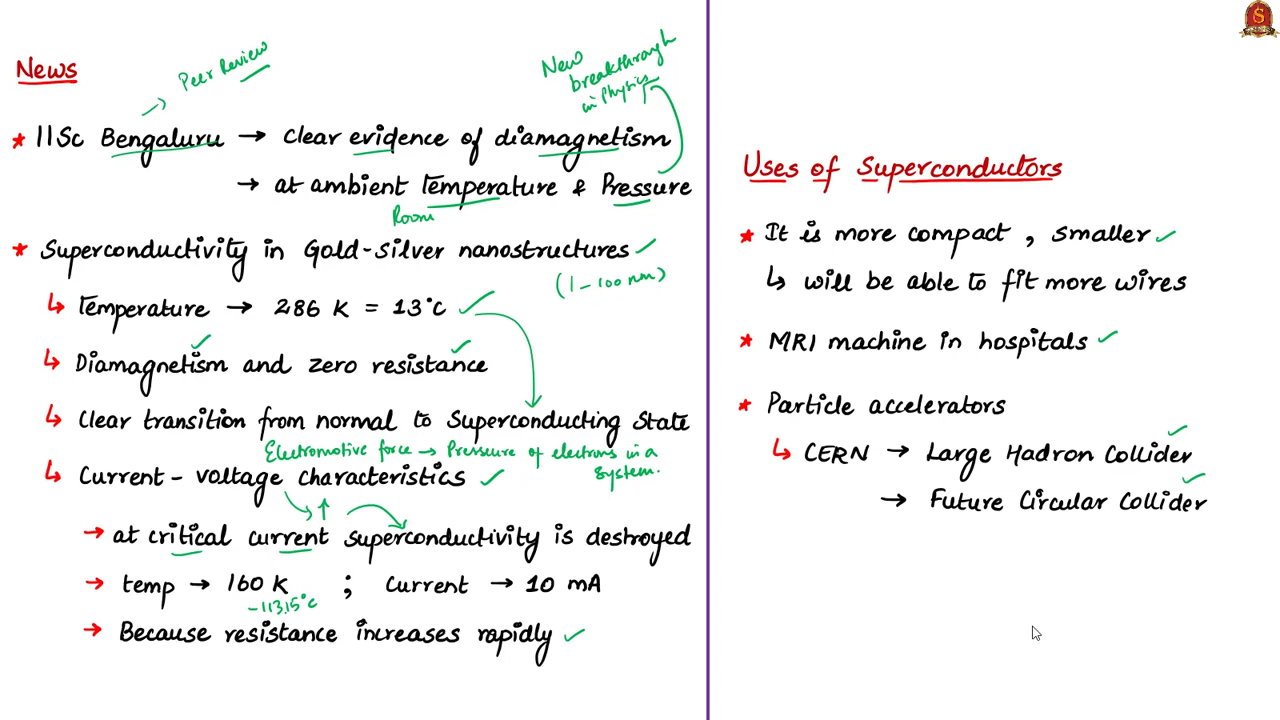 News
Peer Review
New
breakthrough
in Physics
* IISc Bengaluru → clear evidence of diamagnetism
→ at ambient temperature & Pressure
Room
* Superconductivity in Gold-Silver nanostructures ✓
(1-100 nm)
↳ Temperature → 286 K = 13°C ✓
↳ Diamagnetism and zero resistance
↳ Clear transition from normal to Superconducting State
Electromotive force → Pressure of electrons in a
system.
↳ Current-voltage characteristics ✓
→ at critical current superconductivity is destroyed
→ temp → 160 K ; Current → 10 mA
-113.15°C
→ Because resistance increases rapidly ✓
Uses of Superconductors
* It is more compact, smaller ✓
↳ will be able to fit more wires
* MRI machine in hospitals ✓
* Particle accelerators
↳ CERN → Large Hadron Collider ✓
→ Future Circular Collider ✓
S